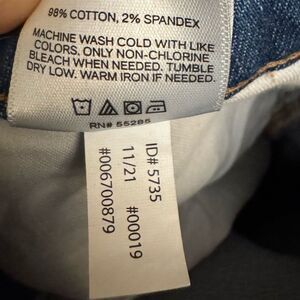 98% COTTON, 2% SPANDEX
MACHINE WASH COLD WITH LIKE
COLORS. ONLY NON-CHLORINE
BLEACH WHEN NEEDED. TUMBLE
DRY LOW. WARM IRON IF NEEDED.
RN# 55285
ID# 5735
11/21 #00019
#006700879